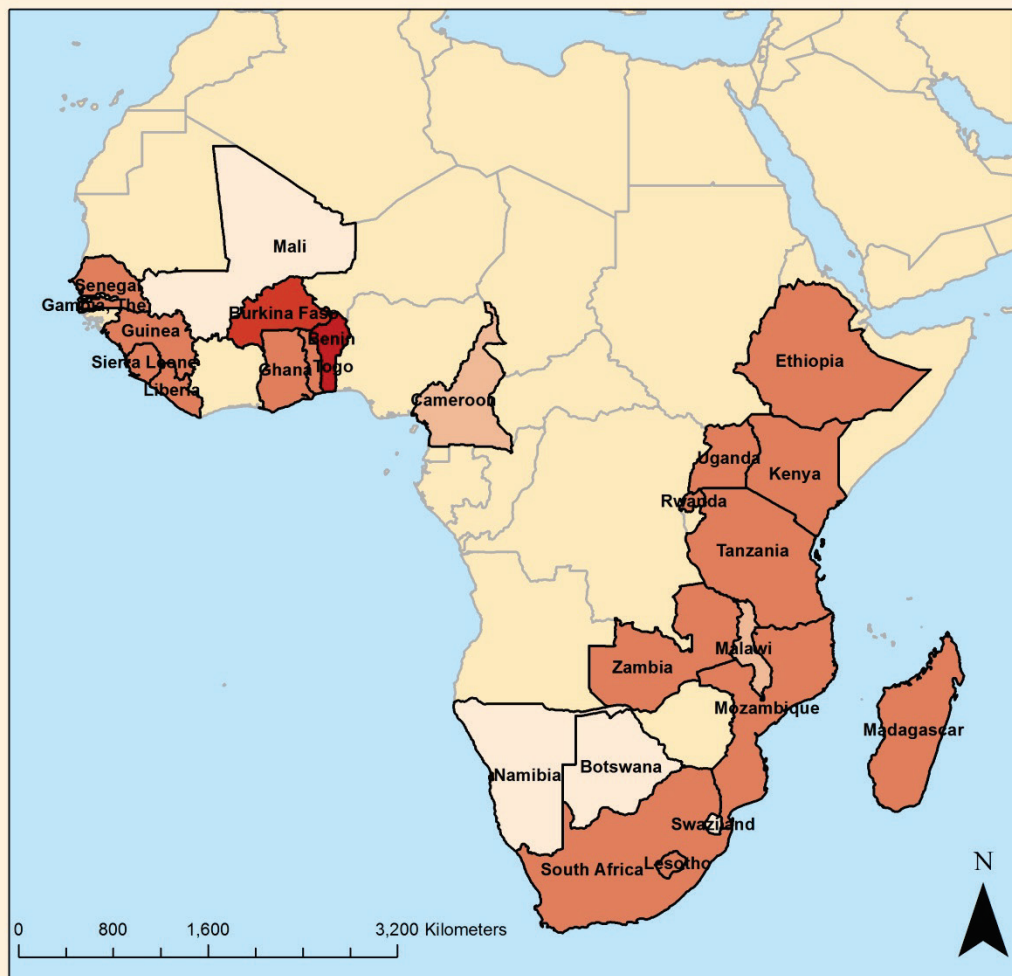 Mali
Senegal
Gambia, The
Burkina Faso
Guinea
Benin
Sierra Leone
Ghana
Togo
Liberia
Cameroon
Ethiopia
Uganda
Kenya
Rwanda
Tanzania
Malawi
Zambia
Mozambique
Madagascar
Namibia
Botswana
Swaziland
South Africa
Lesotho
N
0 800 1,600 3,200 Kilometers